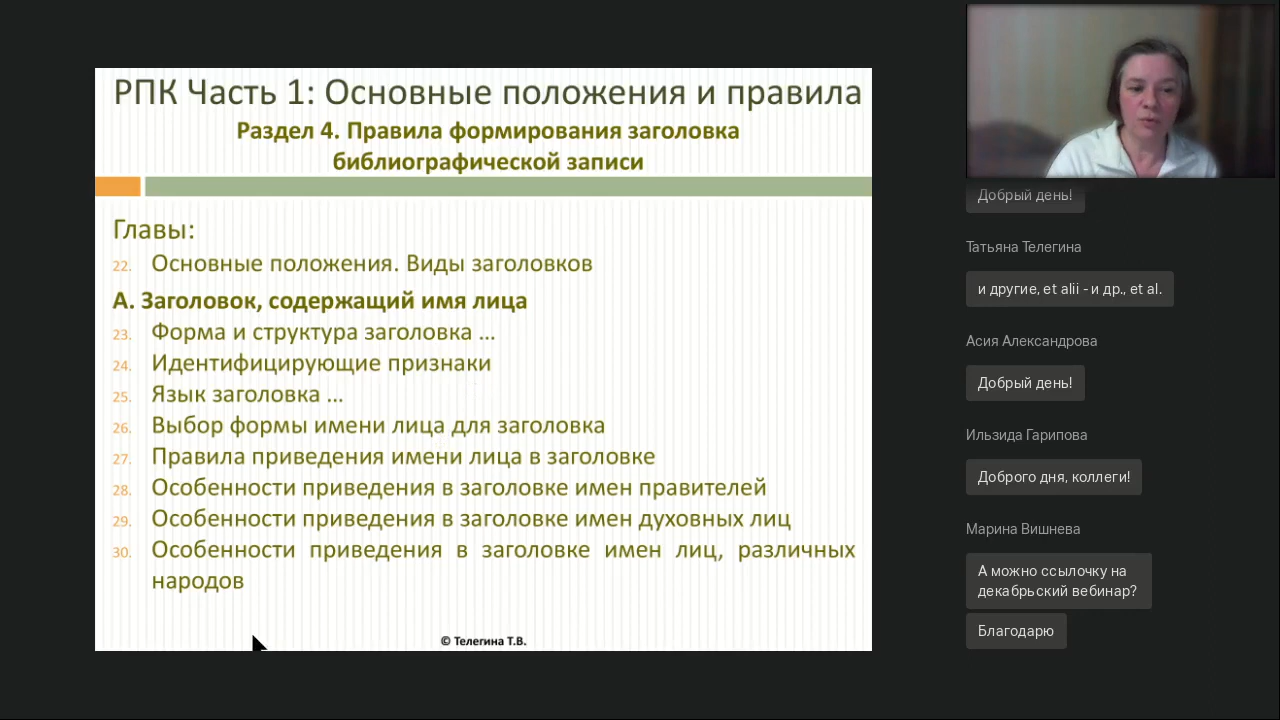 РПК Часть 1: Основные положения и правила
Раздел 4. Правила формирования заголовка
библиографической записи
Главы:
22. Основные положения. Виды заголовков
А. Заголовок, содержащий имя лица
23. Форма и структура заголовка ...
24. Идентифицирующие признаки
25. Язык заголовка ...
26. Выбор формы имени лица для заголовка
27. Правила приведения имени лица в заголовке
28. Особенности приведения в заголовке имен правителей
29. Особенности приведения в заголовке имен духовных лиц
30. Особенности приведения в заголовке имен лиц, различных
народов
© Телегина Т.В.
Добрый день!
Татьяна Телегина
и другие, et alii - и др., et al.
Асия Александрова
Добрый день!
Ильзида Гарипова
Доброго дня, коллеги!
Марина Вишнева
А можно ссылочку на
декабрьский вебинар?
Благодарю